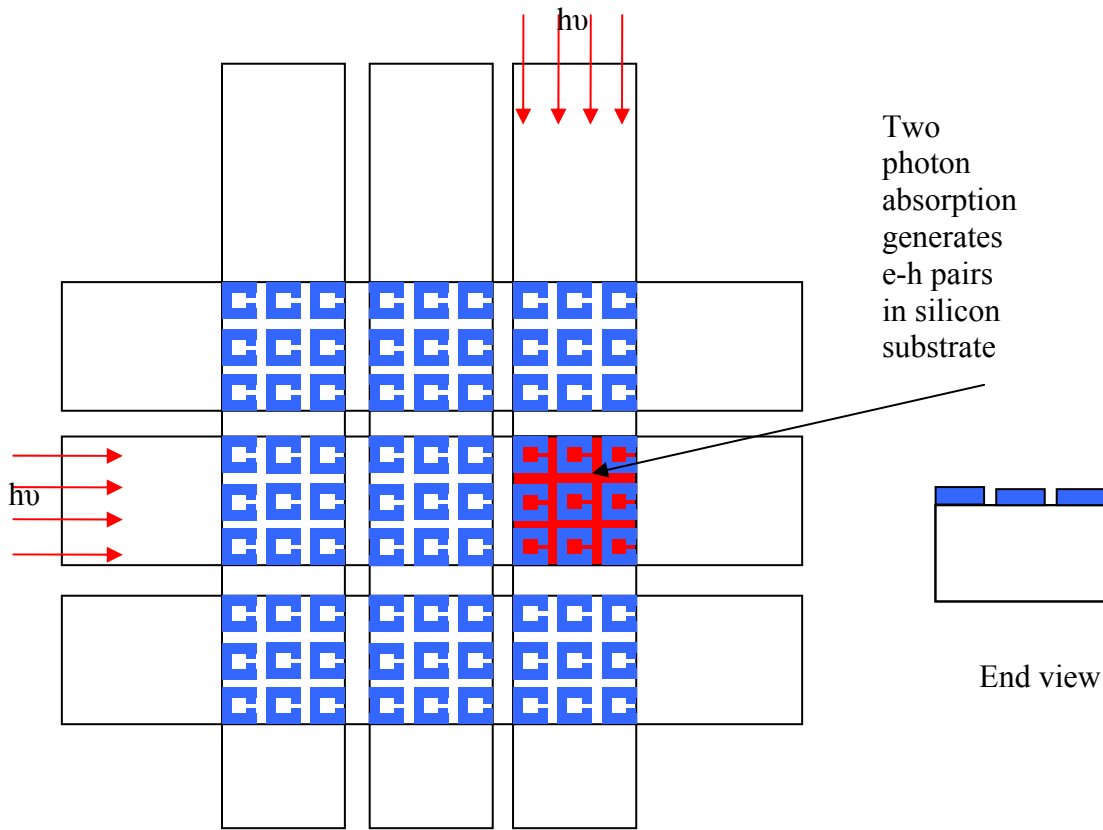 hυ
Two
photon
absorption
generates
e-h pairs
in silicon
substrate
hυ
End view